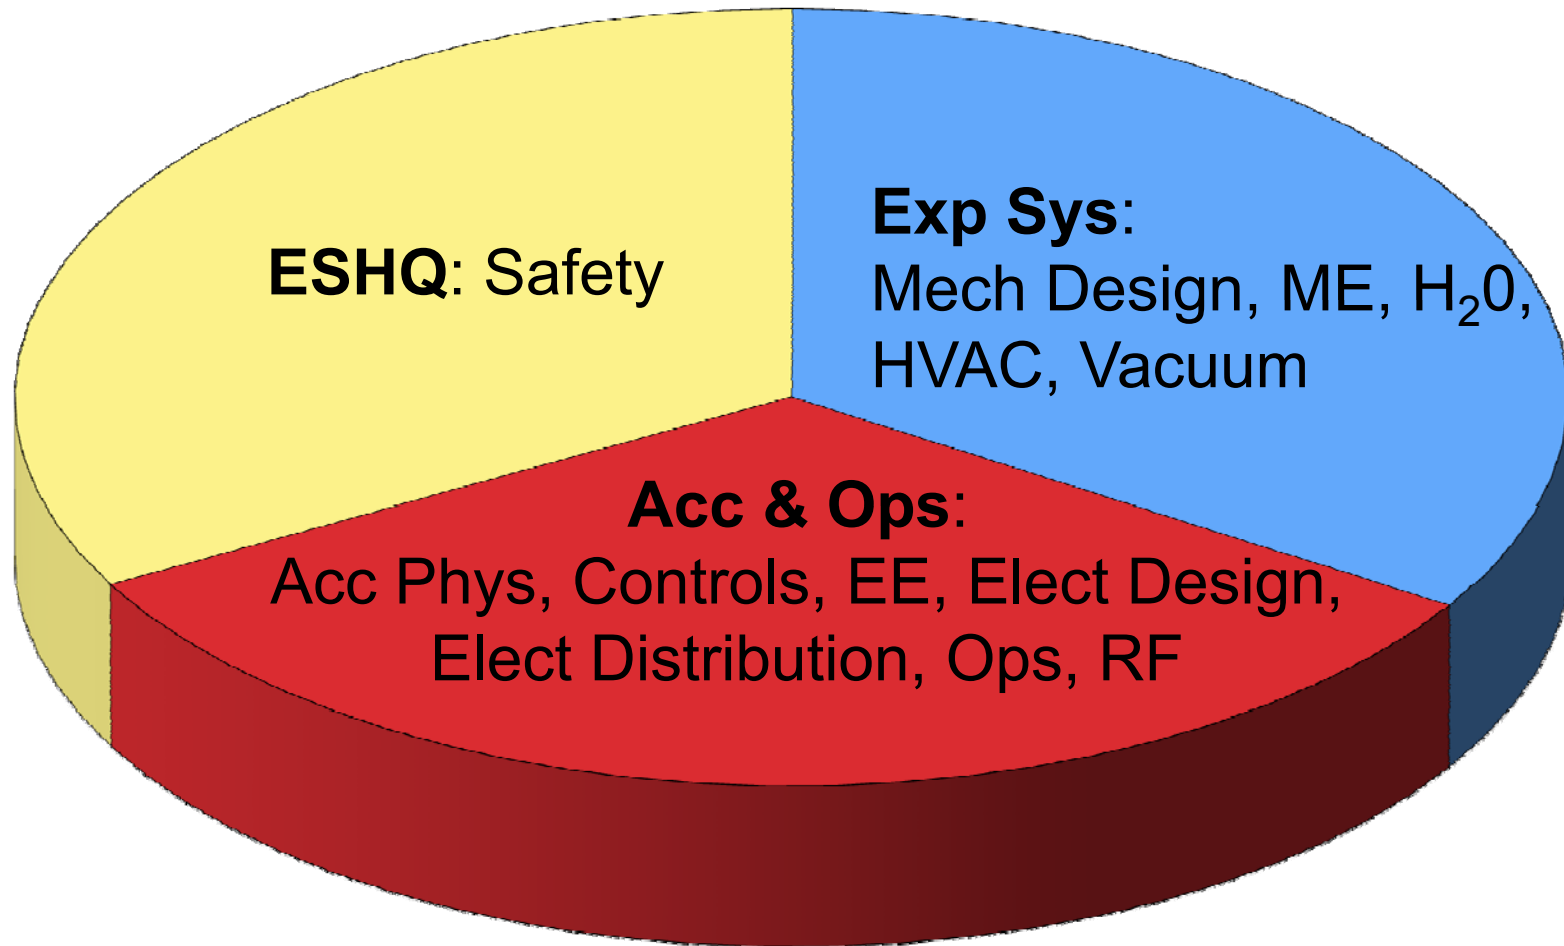 ESHQ: Safety
Exp Sys:
Mech Design, ME, H₂0,
HVAC, Vacuum
Acc & Ops:
Acc Phys, Controls, EE, Elect Design,
Elect Distribution, Ops, RF